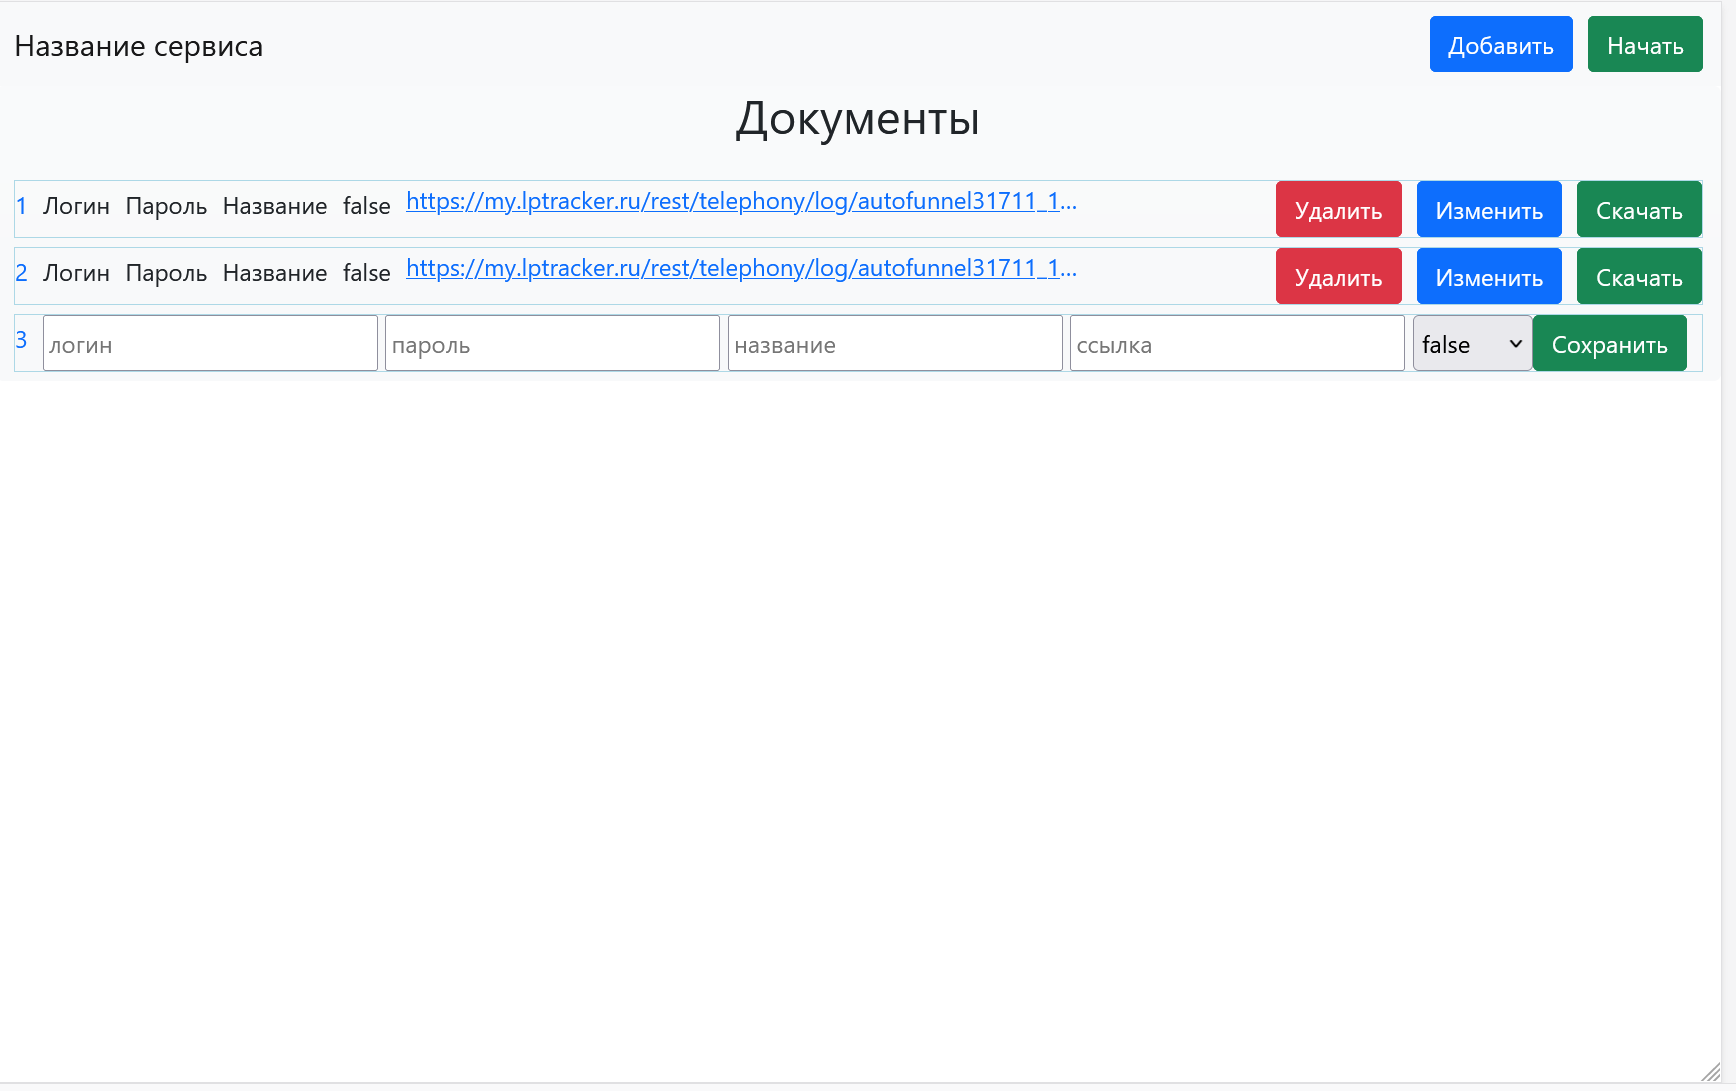 Название сервиса Добавить Начать
Документы
1 Логин Пароль Название false https://my.lptracker.ru/rest/telephony/log/autofunnel31711_1... Удалить Изменить Скачать
2 Логин Пароль Название false https://my.lptracker.ru/rest/telephony/log/autofunnel31711_1... Удалить Изменить Скачать
3 логин пароль название ссылка false Сохранить